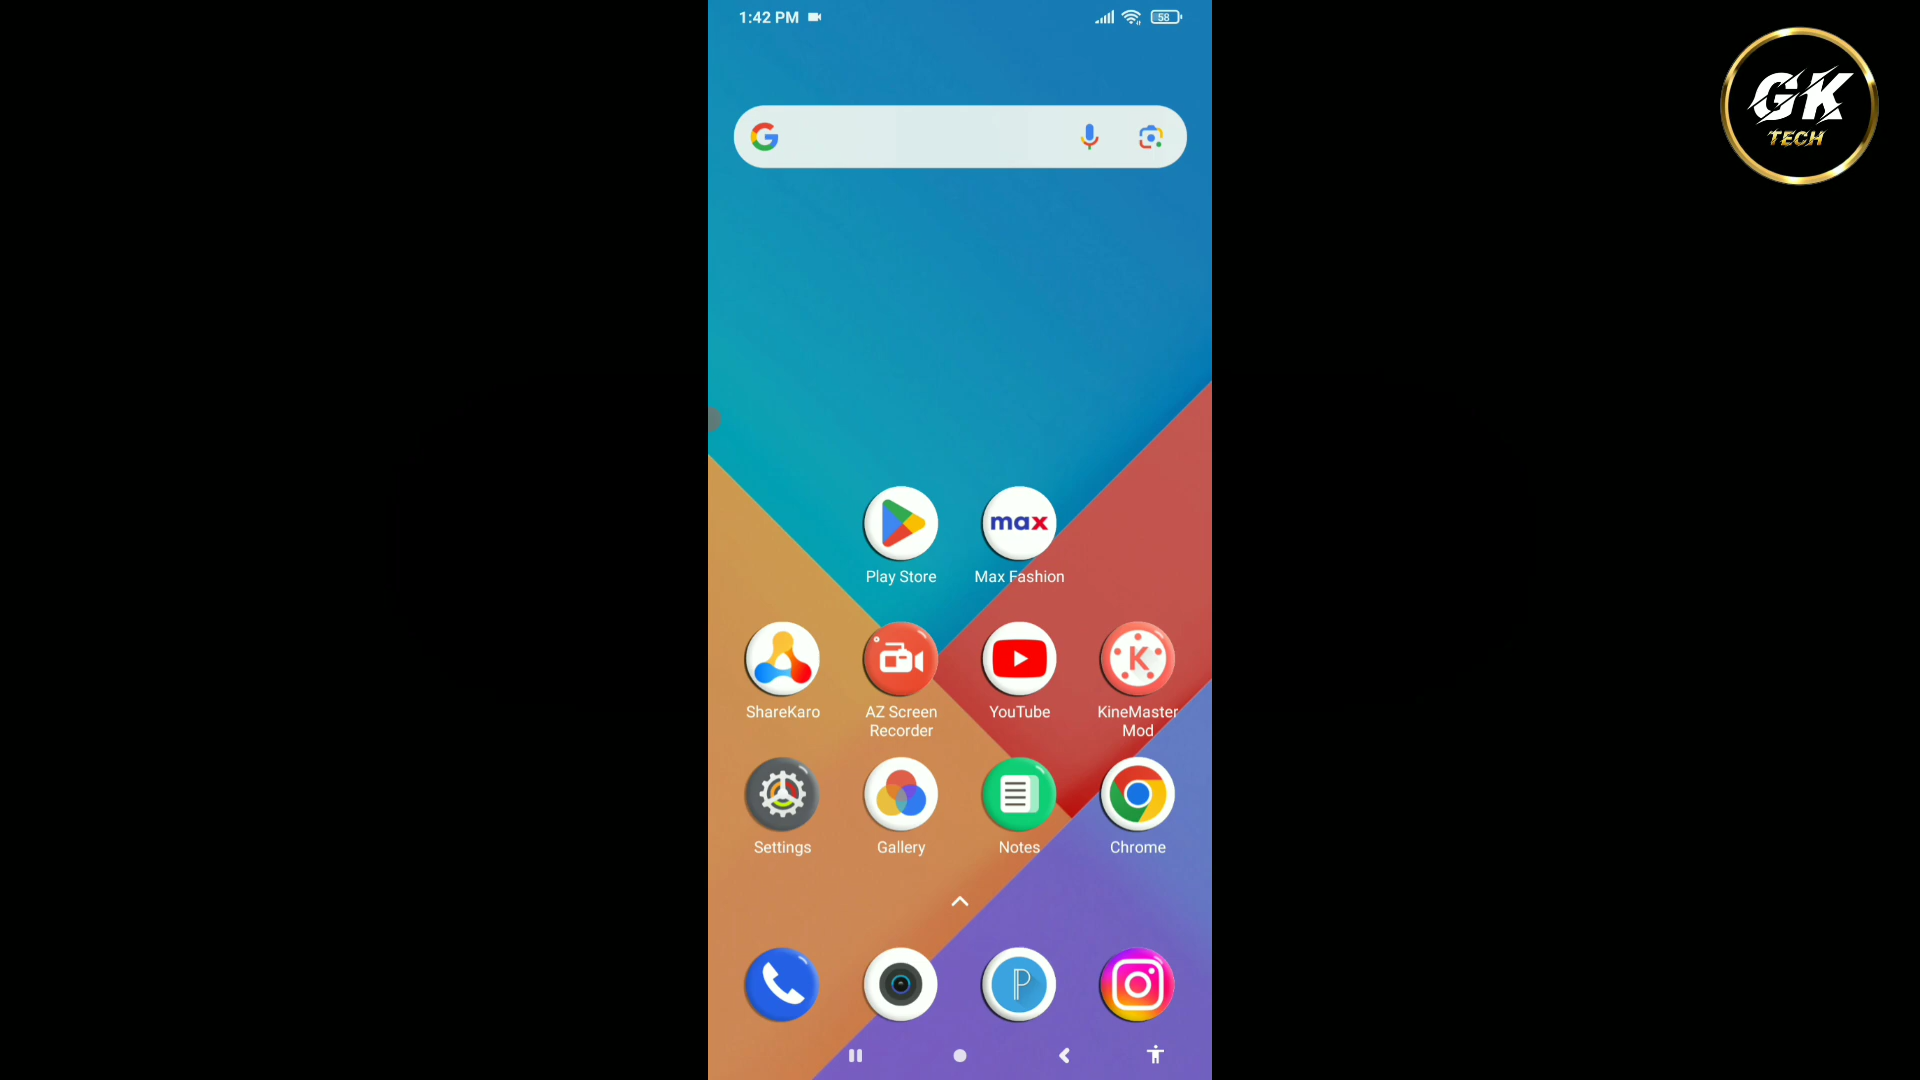 1:42 PM
58
GK
TECH
max
Play Store
Max Fashion
K
ShareKaro
AZ Screen
Recorder
YouTube
KineMaster
Mod
Settings
Gallery
Notes
Chrome
P